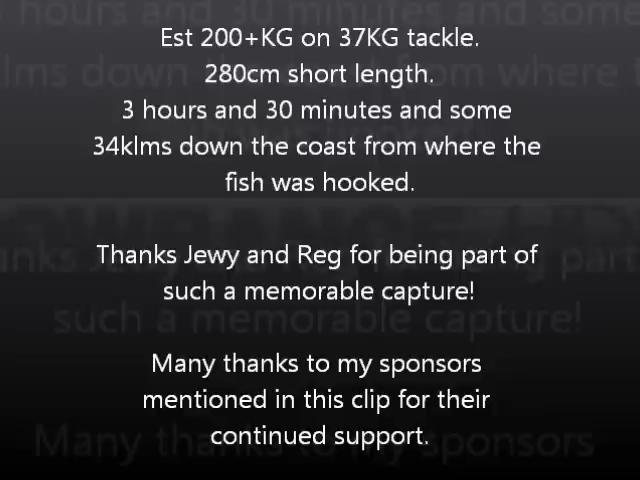 Est 200+KG on 37KG tackle.
280cm short length.
3 hours and 30 minutes and some
34klms down the coast from where the
fish was hooked.
Thanks Jewy and Reg for being part of
such a memorable capture!
Many thanks to my sponsors
mentioned in this clip for their
continued support.